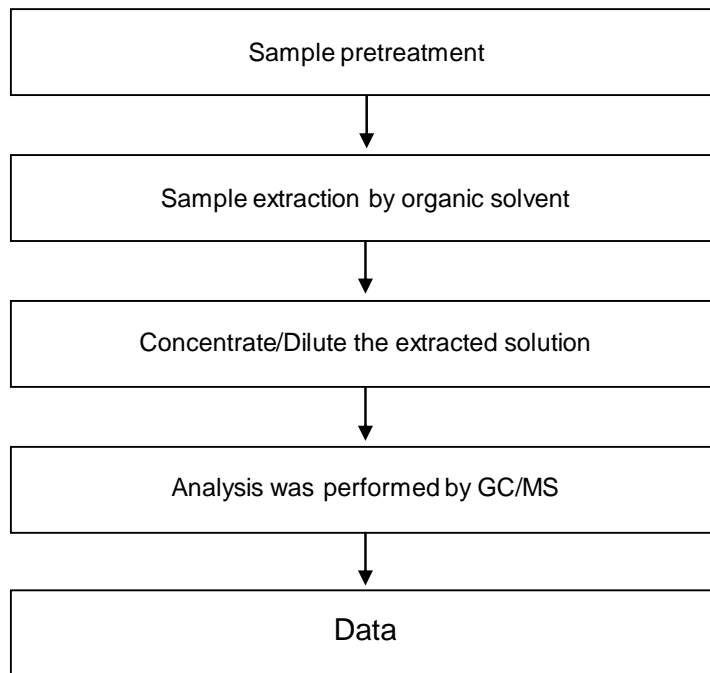 Sample pretreatment
Sample extraction by organic solvent
Concentrate/Dilute the extracted solution
Analysis was performed by GC/MS
Data